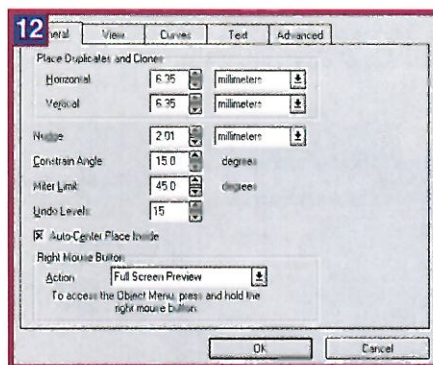 12
General View Curves Text Advanced
Place Duplicates and Clones
Horizontal 6.35 millimeters
Vertical 6.35 millimeters
Nudge 2.01 millimeters
Constrain Angle 15.0 degrees
Miter Limit 45.0 degrees
Undo Levels: 15
Auto-Center Place Inside
Right Mouse Button
Action Full Screen Preview
To access the Object Menu, press and hold the
right mouse button.
OK Cancel